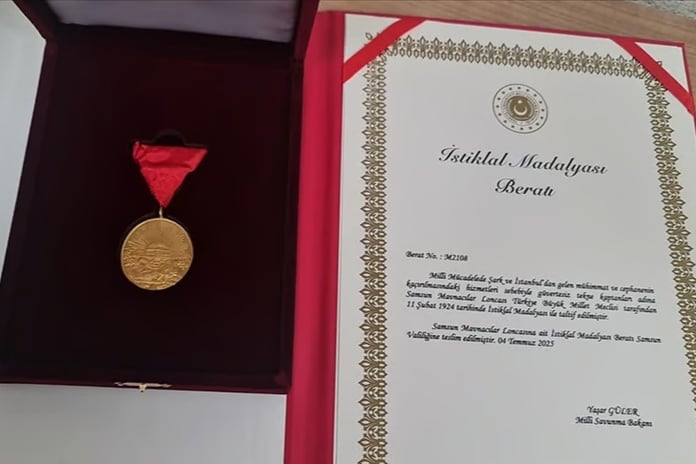 İstiklal Madalyası
Beratı
Berat No. : M2108
Milli Mücadelede Şark ve İstanbul'dan gelen mühimmat ve cephanenin
kaçırılmasındaki hizmetleri sebebiyle güvertesiz tekne kaptanları adına
Samsun Mavnacılar Loncası Türkiye Büyük Millet Meclisi tarafından
11 Şubat 1924 tarihinde İstiklal Madalyası ile taltif edilmiştir.
Samsun Mavnacılar Loncasına ait İstiklal Madalyası Beratı Samsun
Valiliğine teslim edilmiştir. 04 Temmuz 2025
Yaşar GÜLER
Milli Savunma Bakanı